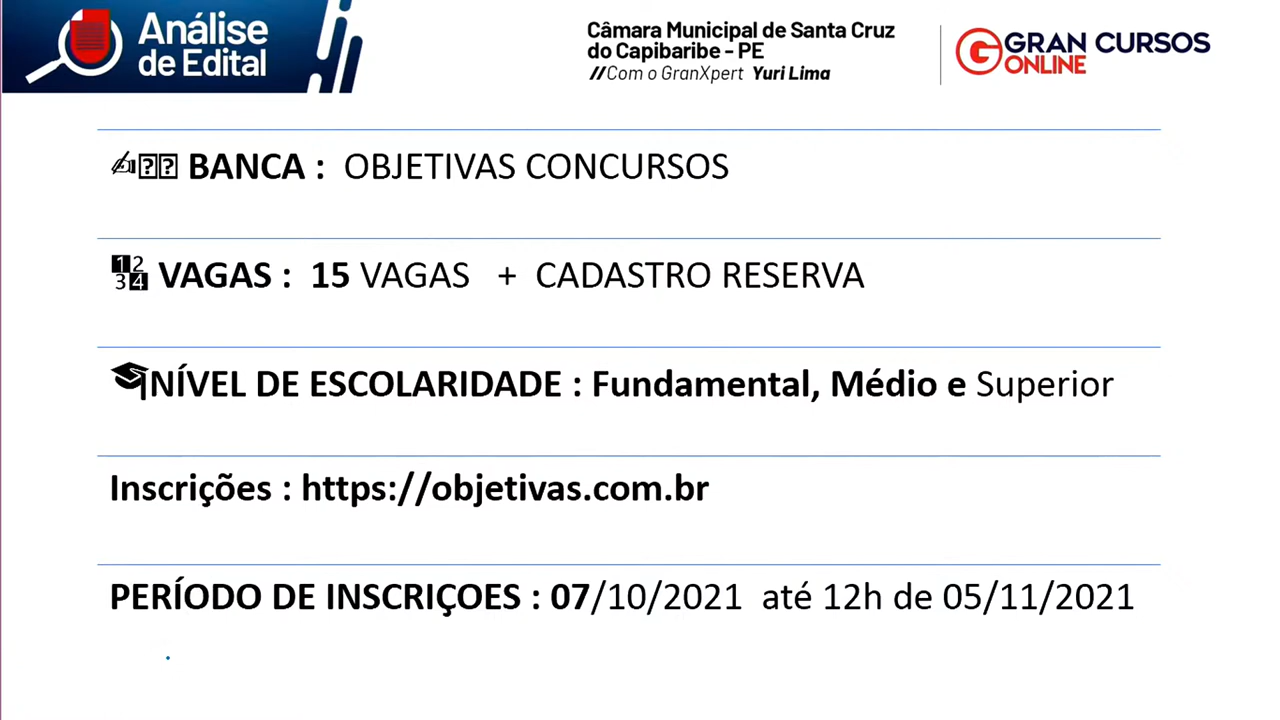 Análise
de Edital
Câmara Municipal de Santa Cruz
do Capibaribe - PE
//Com o GranXpert Yuri Lima
GRAN CURSOS
ONLINE
✍⍰⍰ BANCA : OBJETIVAS CONCURSOS
🔢 VAGAS : 15 VAGAS + CADASTRO RESERVA
🎓NÍVEL DE ESCOLARIDADE : Fundamental, Médio e Superior
Inscrições : https://objetivas.com.br
PERÍODO DE INSCRIÇOES : 07/10/2021 até 12h de 05/11/2021